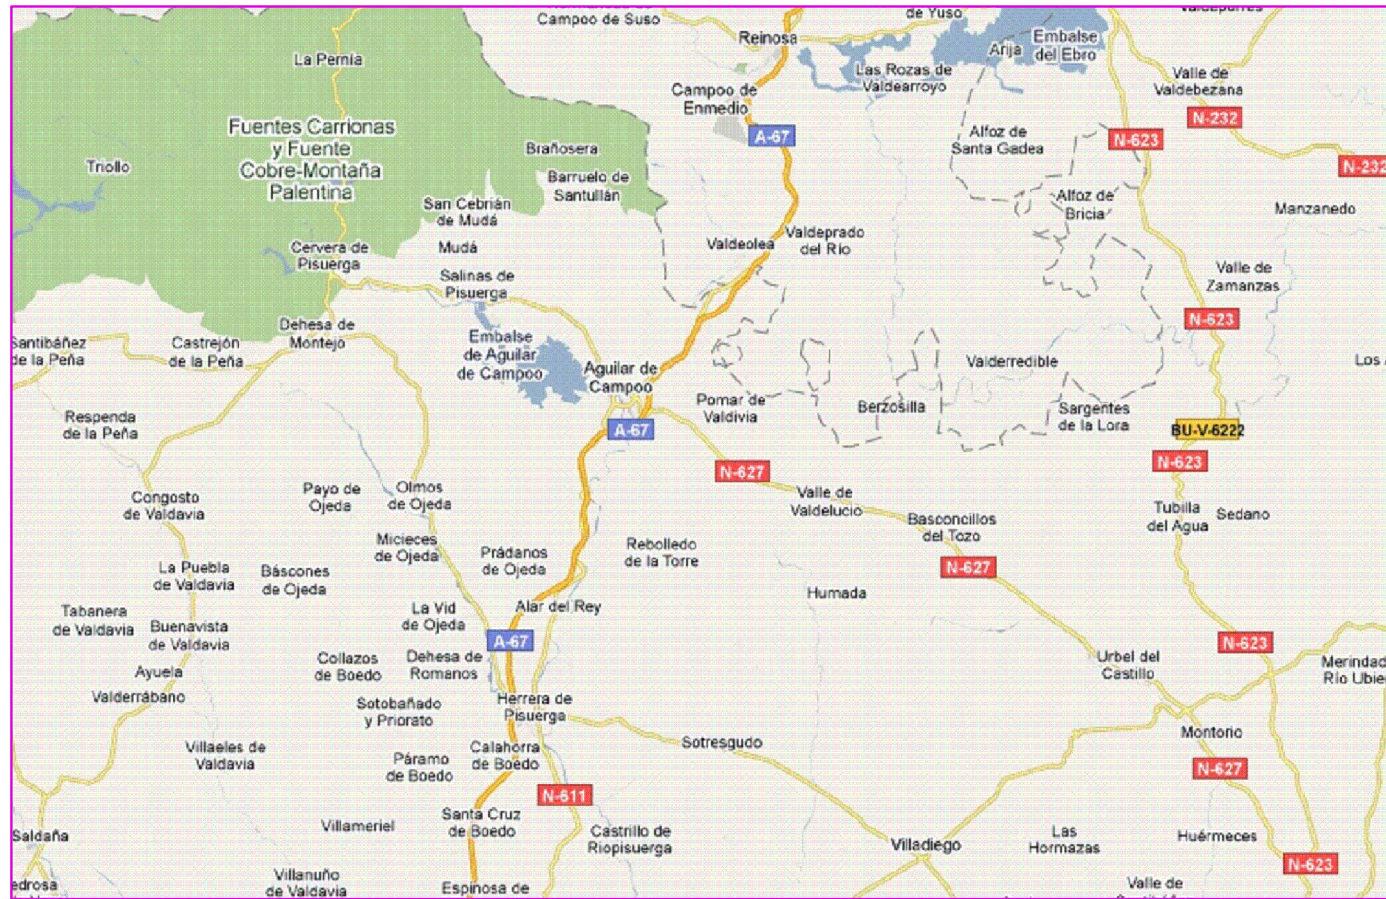 Campoo de Suso
de Yuso
Reinosa
Arija
Embalse
del Ebro
La Pernía
Las Rozas de
Valdearroyo
Valle de
Valdebezana
Campoo de
Enmedio
N-232
Fuentes Carrionas
y Fuente
Cobre-Montaña
Palentina
A-67
Alfoz de
Santa Gadea
N-623
Brañosera
Triollo
N-232
Barruelo de
Santullán
San Cebrián
de Mudá
Alfoz de
Bricia
Manzanedo
Cervera de
Pisuerga
Mudá
Valdeolea
Valdeprado
del Río
Salinas de
Pisuerga
Valle de
Zamanzas
N-623
Dehesa de
Montejo
Santibáñez
de la Peña
Castrejón
de la Peña
Embalse
de Aguilar
de Campoo
Aguilar de
Campoo
Valderredible
Los
Pomar de
Valdivia
Berzosilla
Sargentes
de la Lora
Respenda
de la Peña
A-67
BU-V-6222
N-623
N-627
Congosto
de Valdavia
Payo de
Ojeda
Olmos
de Ojeda
Valle de
Valdelucio
Basconcillos
del Tozo
Tubilla
del Agua
Sedano
Micieces
de Ojeda
Prádanos
de Ojeda
Rebolledo
de la Torre
N-627
La Puebla
de Valdavia
Báscones
de Ojeda
Humada
Tabanera
de Valdavia
Buenavista
de Valdavia
La Vid
de Ojeda
Alar del Rey
A-67
N-623
Ayuela
Collazos
de Boedo
Dehesa de
Romanos
Urbel del
Castillo
Merindad
Río Ubie
Valderrábano
Sotobañado
y Priorato
Herrera de
Pisuerga
Villaeles de
Valdavia
Páramo
de Boedo
Calahorra
de Boedo
Sotresgudo
Montorio
N-627
N-611
Santa Cruz
de Boedo
Villameriel
Castrillo de
Riopisuerga
Saldaña
Villadiego
Las
Hormazas
Huérmeces
N-623
Villanuño
de Valdavia
Espinosa de
Valle de
edrosa